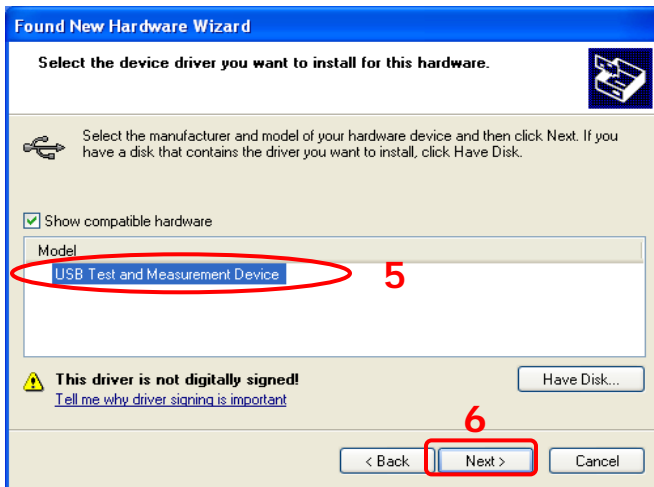 Found New Hardware Wizard
Select the device driver you want to install for this hardware.
Select the manufacturer and model of your hardware device and then click Next. If you
have a disk that contains the driver you want to install, click Have Disk.
Show compatible hardware
Model
USB Test and Measurement Device
5
This driver is not digitally signed!
Have Disk...
Tell me why driver signing is important
6
< Back
Next >
Cancel